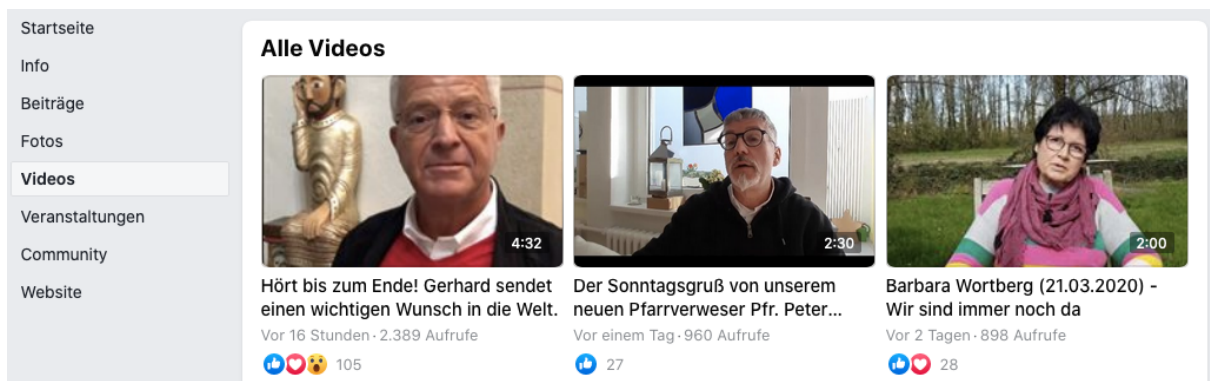 Startseite
Info
Beiträge
Fotos
Videos
Veranstaltungen
Community
Website
Alle Videos
4:32
Hört bis zum Ende! Gerhard sendet
einen wichtigen Wunsch in die Welt.
Vor 16 Stunden · 2.389 Aufrufe
105
2:30
Der Sonntagsgruß von unserem
neuen Pfarrverweser Pfr. Peter...
Vor einem Tag · 960 Aufrufe
27
2:00
Barbara Wortberg (21.03.2020) -
Wir sind immer noch da
Vor 2 Tagen · 898 Aufrufe
28